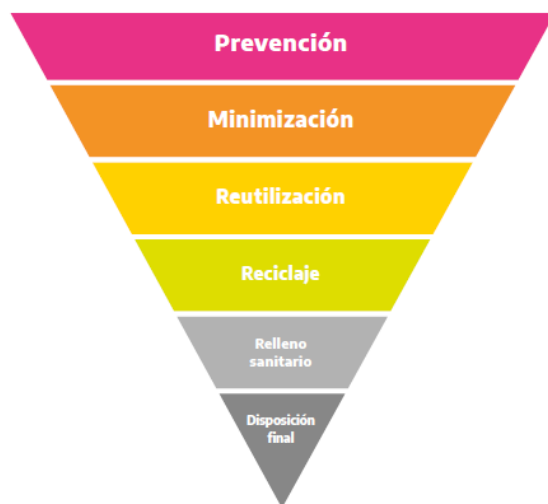 Prevención
Minimización
Reutilización
Reciclaje
Relleno
sanitario
Disposición
final